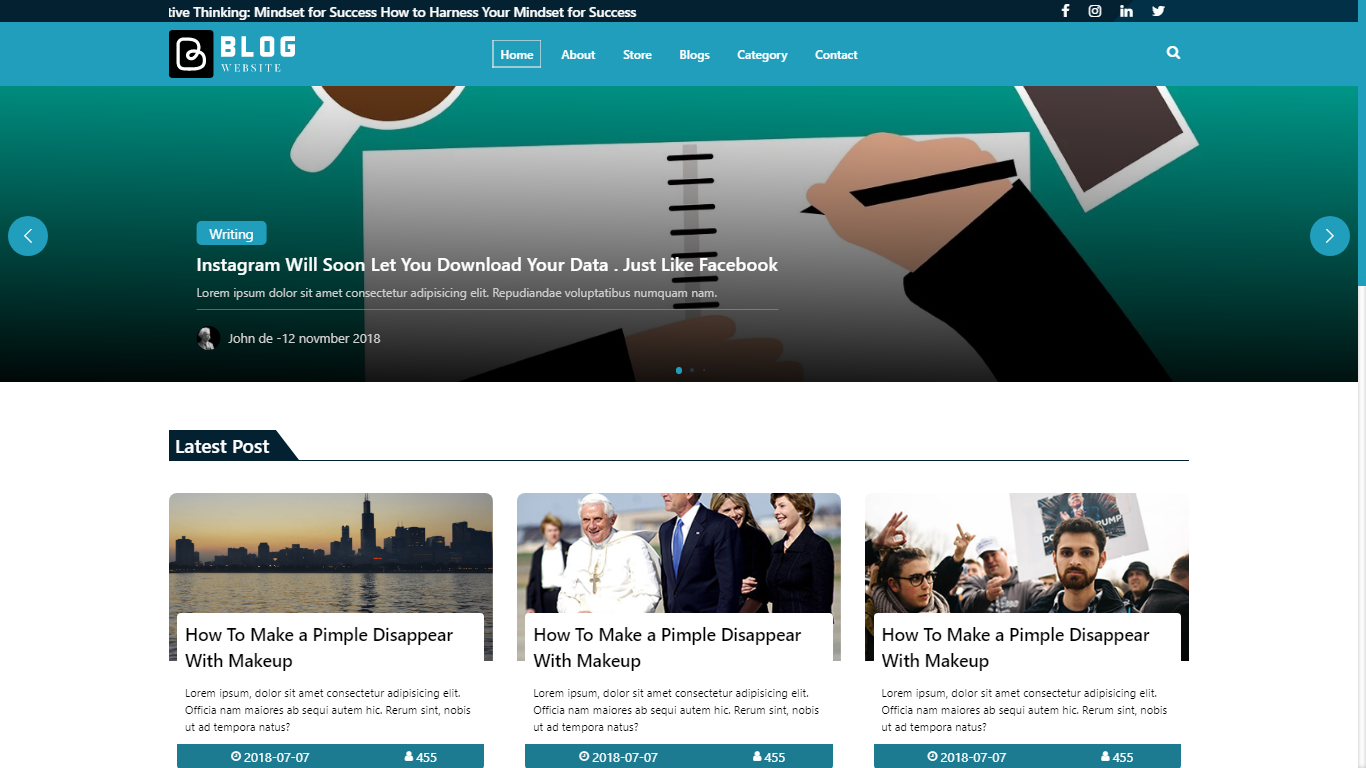 tive Thinking: Mindset for Success How to Harness Your Mindset for Success
BLOG
WEBSITE
Home About Store Blogs Category Contact
Writing
Instagram Will Soon Let You Download Your Data . Just Like Facebook
Lorem ipsum dolor sit amet consectetur adipisicing elit. Repudiandae voluptatibus numquam nam.
John de -12 novmber 2018
Latest Post
How To Make a Pimple Disappear
With Makeup
Lorem ipsum, dolor sit amet consectetur adipisicing elit.
Officia nam maiores ab sequi autem hic. Rerum sint, nobis
ut ad tempora natus?
2018-07-07 455
How To Make a Pimple Disappear
With Makeup
Lorem ipsum, dolor sit amet consectetur adipisicing elit.
Officia nam maiores ab sequi autem hic. Rerum sint, nobis
ut ad tempora natus?
2018-07-07 455
How To Make a Pimple Disappear
With Makeup
Lorem ipsum, dolor sit amet consectetur adipisicing elit.
Officia nam maiores ab sequi autem hic. Rerum sint, nobis
ut ad tempora natus?
2018-07-07 455